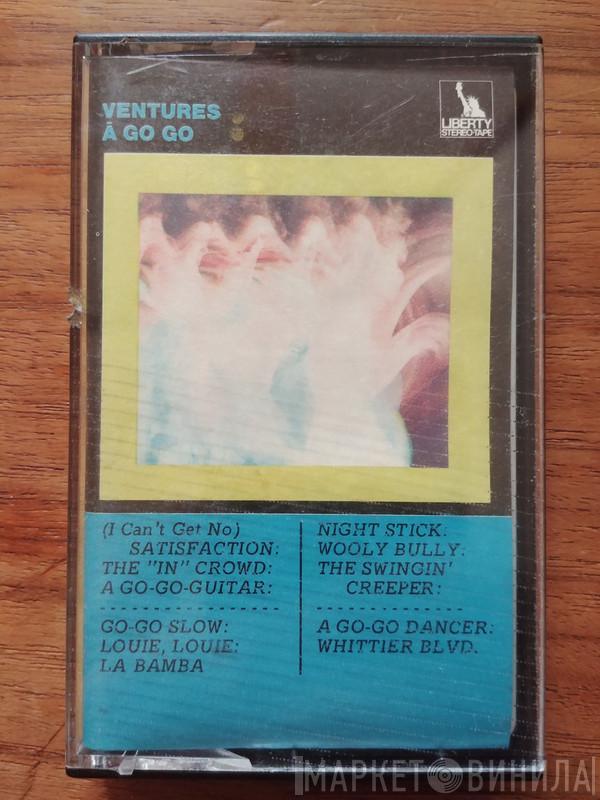 VENTURES
Ā GO GO
LIBERTY
STEREO-TAPE
(I Can't Get No)
SATISFACTION:
THE "IN" CROWD:
A GO-GO-GUITAR:
GO-GO SLOW:
LOUIE, LOUIE:
LA BAMBA
NIGHT STICK:
WOOLY BULLY:
THE SWINGIN'
CREEPER:
A GO-GO DANCER:
WHITTIER BLVD.
МАРКЕТ ВИНИЛА